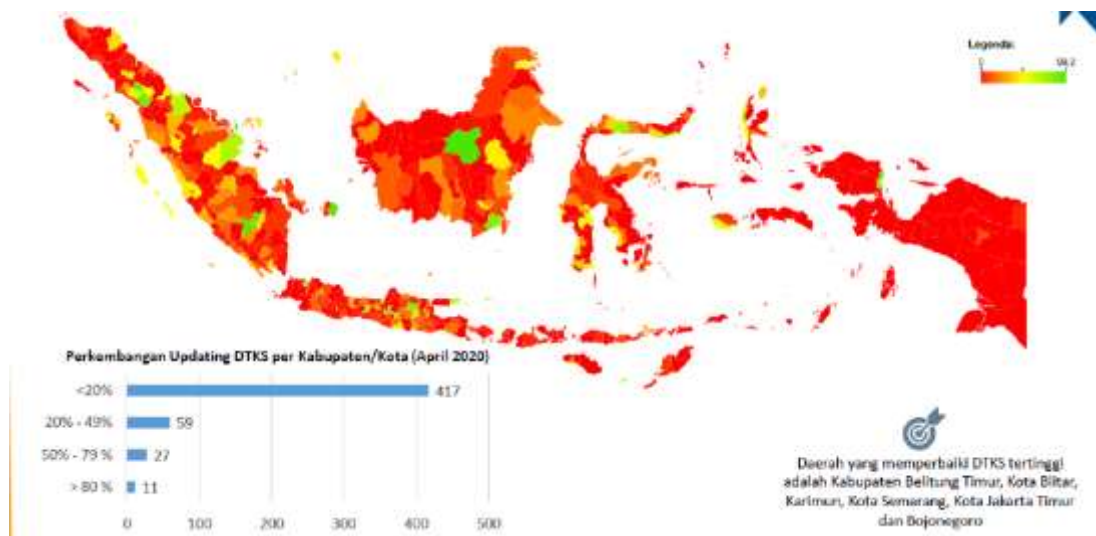 Legenda:
0
99.2
Perkembangan Updating DTKS per Kabupaten/Kota (April 2020)
<20%
417
20% - 49%
59
50% - 79 %
27
> 80 %
11
0 100 200 300 400 500
Daerah yang memperbaiki DTKS tertinggi
adalah Kabupaten Belitung Timur, Kota Blitar,
Karimun, Kota Semarang, Kota Jakarta Timur
dan Bojonegoro